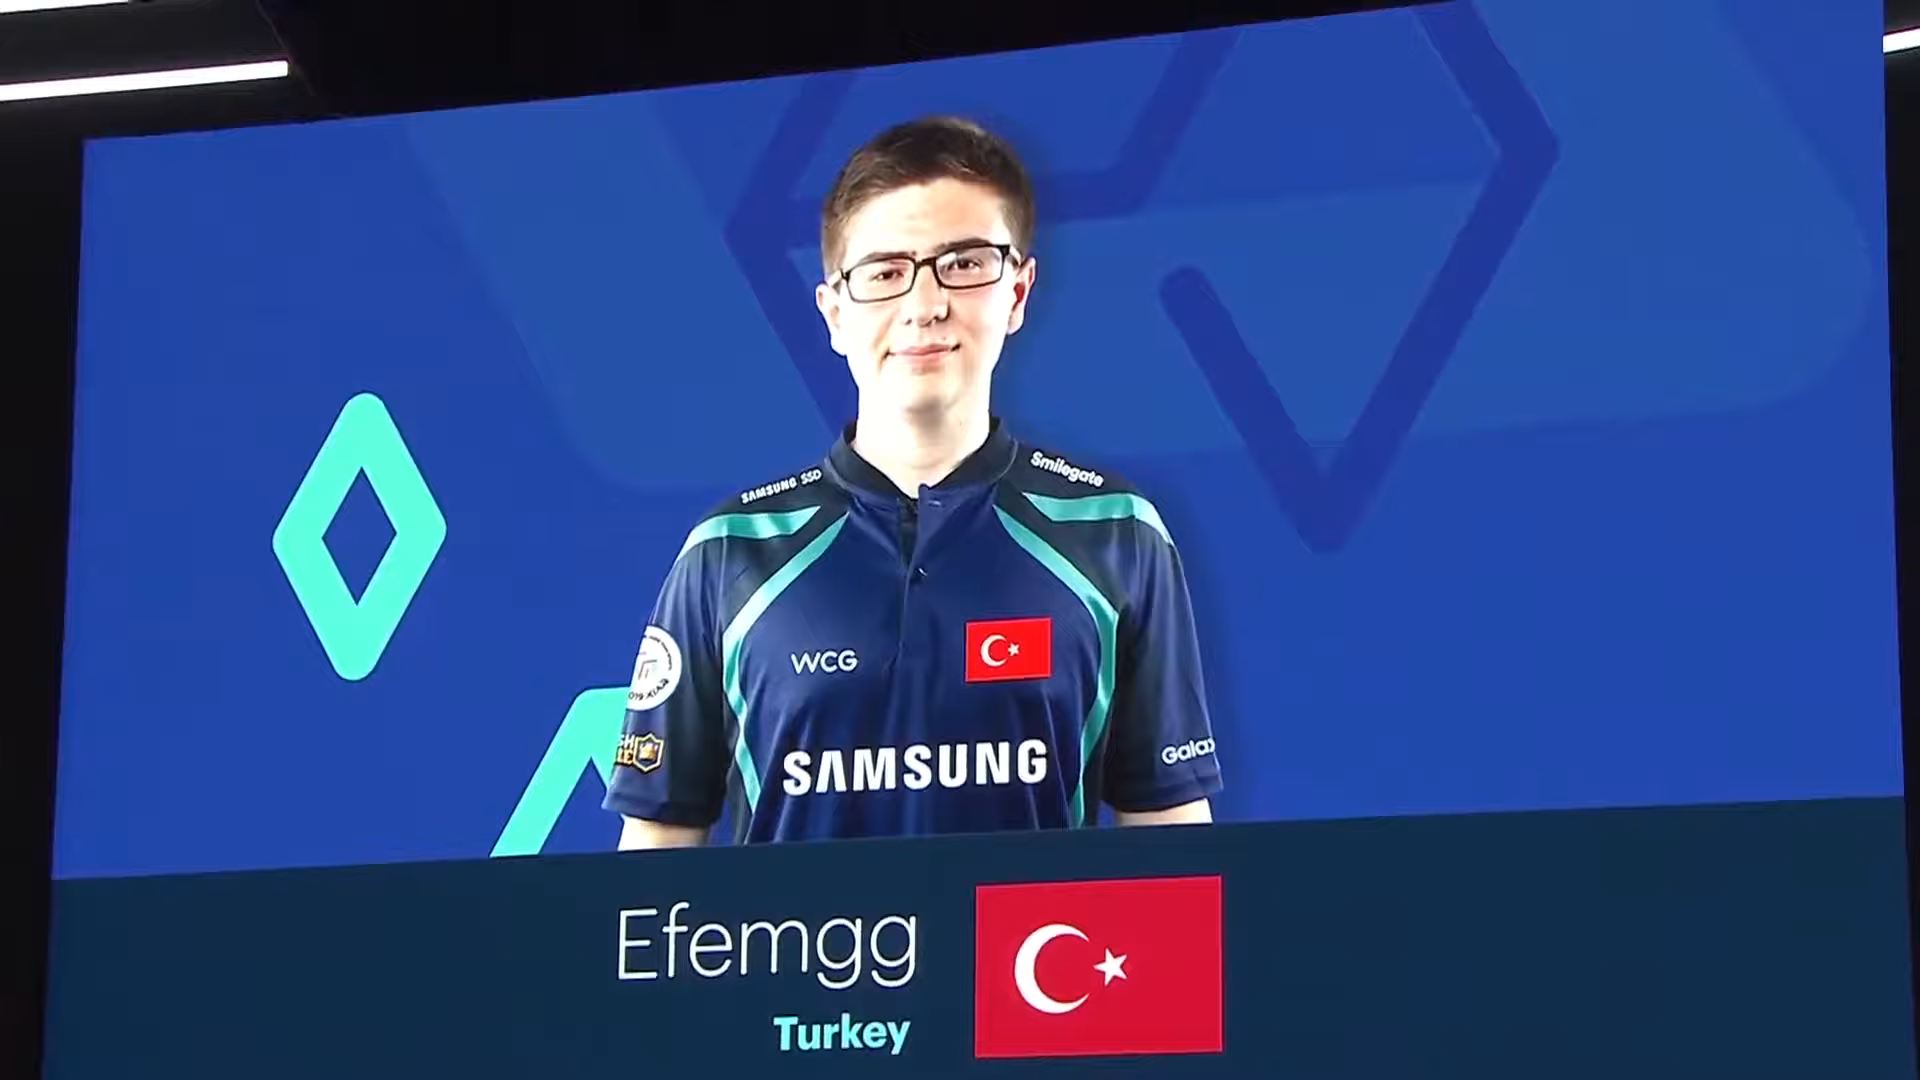 SAMSUNG SSD
Smilegate
WCG
SAMSUNG
Galax
Efemgg
Turkey